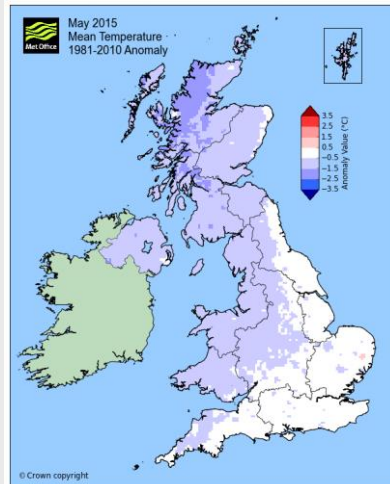 Met Office
May 2015
Mean Temperature
1981-2010 Anomaly
3.5
2.5
1.5
0.5
−0.5
−1.5
−2.5
−3.5
Anomaly Value (°C)
© Crown copyright